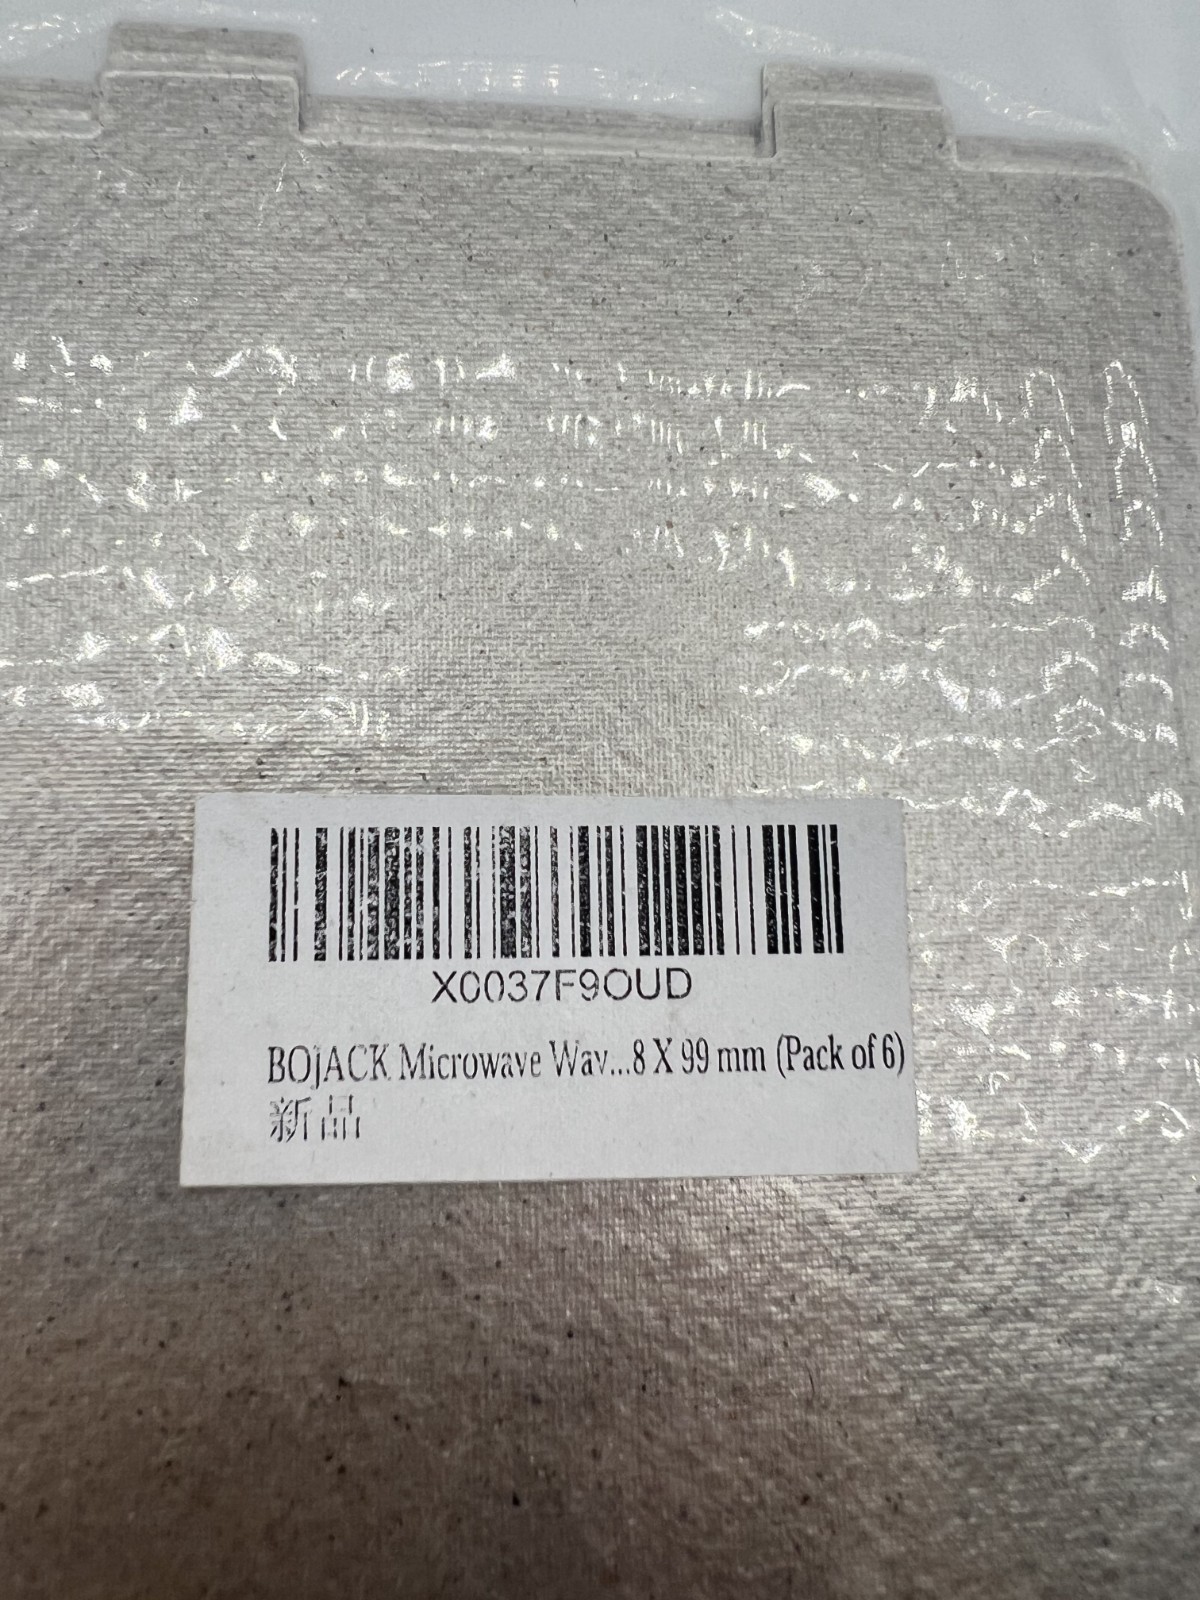 X0037F9OUD
BOJACK Microwave Wav...8 X 99 mm (Pack of 6)
新品